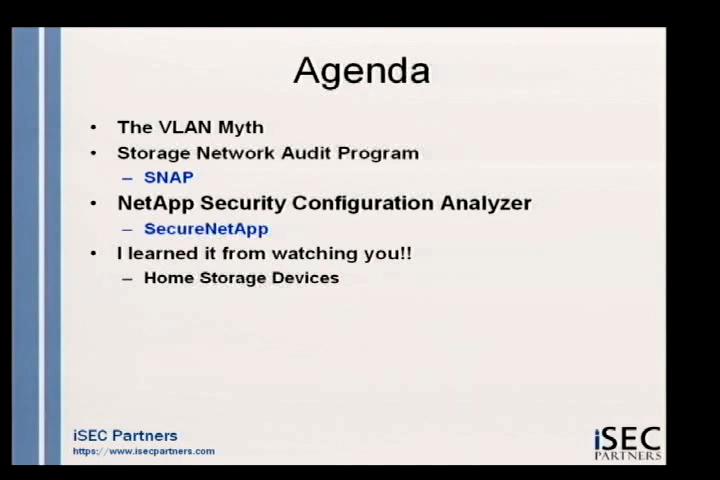 Agenda
• The VLAN Myth
• Storage Network Audit Program
– SNAP
• NetApp Security Configuration Analyzer
– SecureNetApp
• I learned it from watching you!!
– Home Storage Devices
iSEC Partners
https://www.isecpartners.com
iSEC
PARTNERS